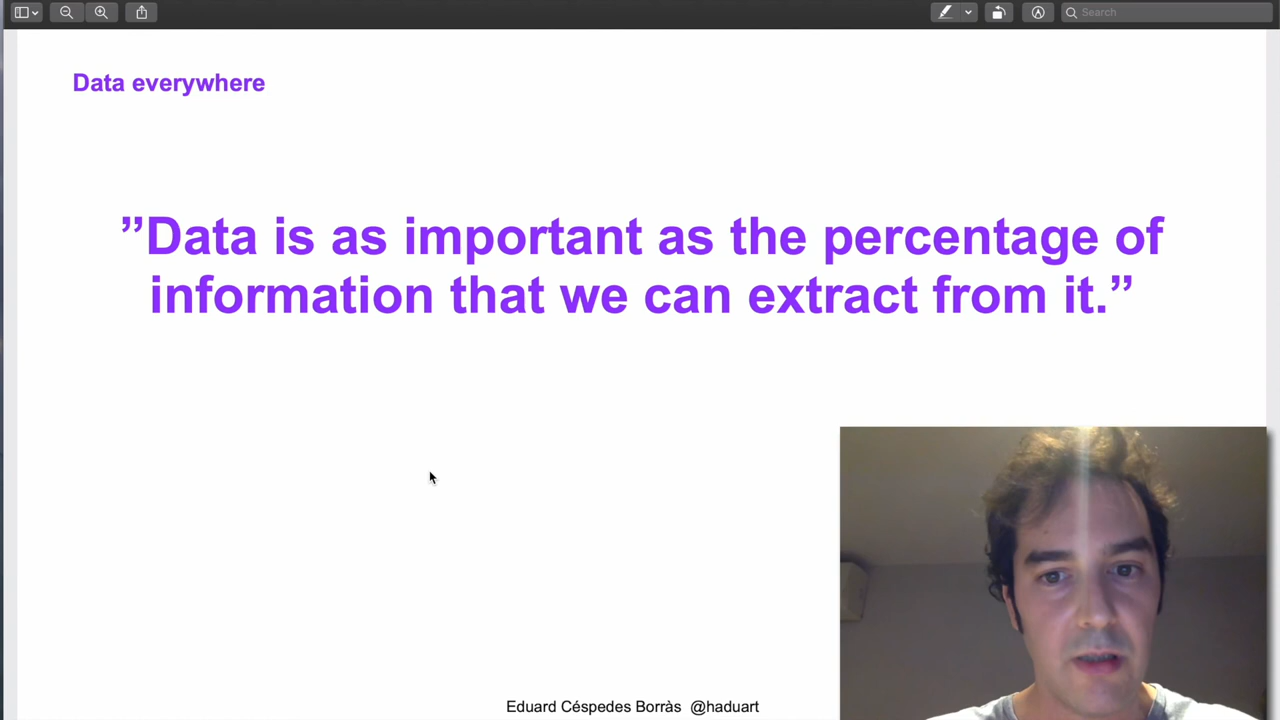 Search
Data everywhere
”Data is as important as the percentage of
information that we can extract from it.”
Eduard Céspedes Borràs @haduart